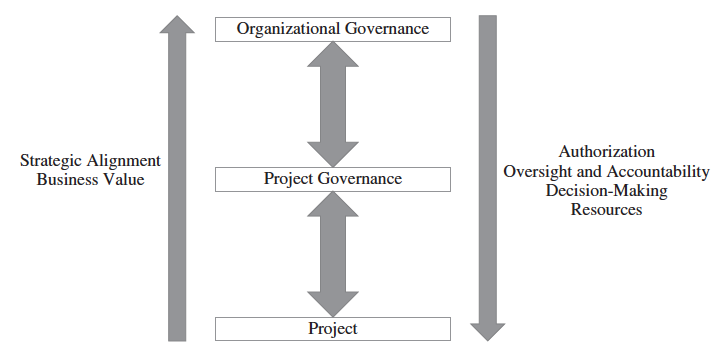 Organizational Governance
Strategic Alignment
Business Value
Project Governance
Authorization
Oversight and Accountability
Decision-Making
Resources
Project